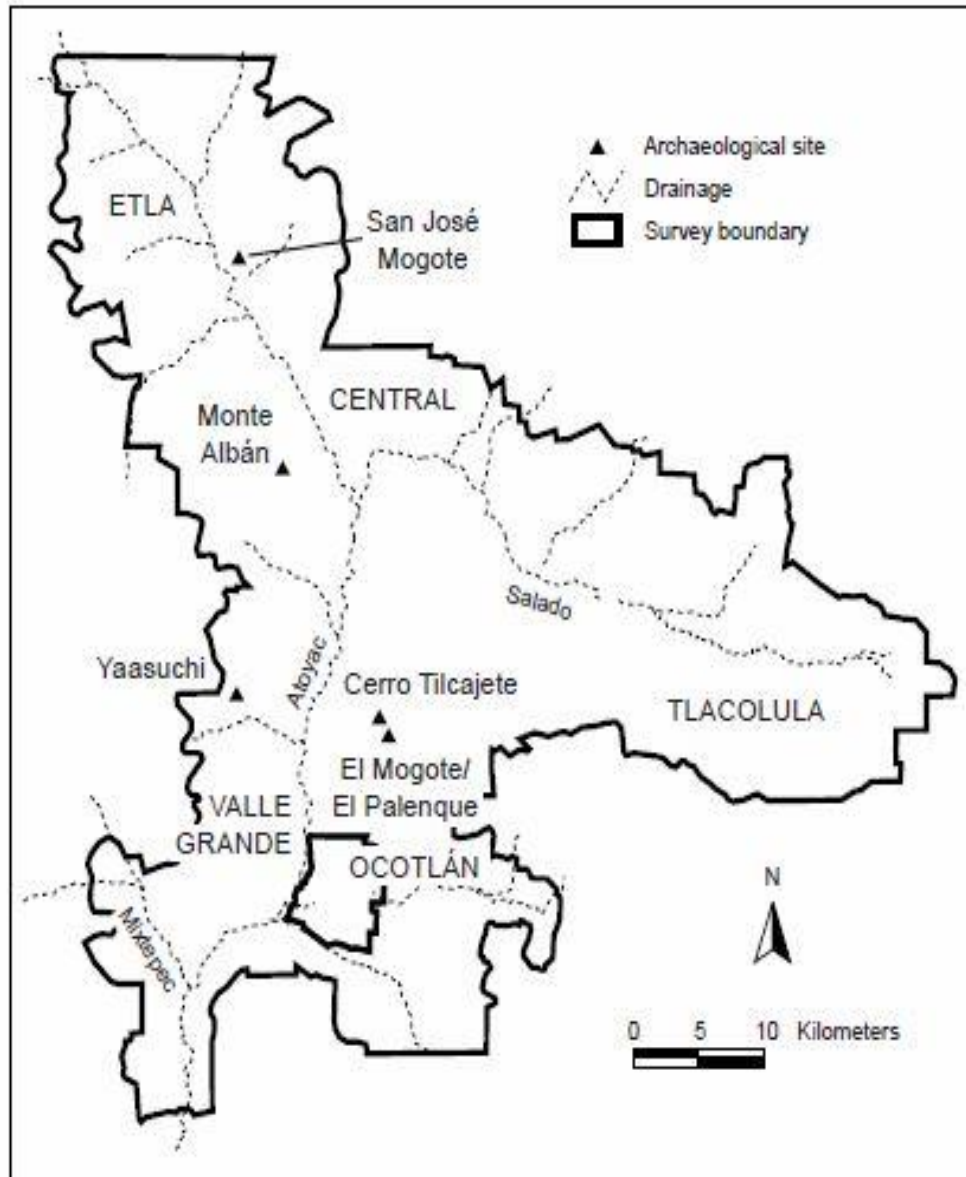 ETLA
Archaeological site
Drainage
Survey boundary
San José
Mogote
CENTRAL
Monte
Albán
Salado
Atoyac
Yaasuchi
Cerro Tilcajete
TLACOLULA
El Mogote/
El Palenque
VALLE
GRANDE
OCOTLÁN
Mixtepec
N
0 5 10 Kilometers